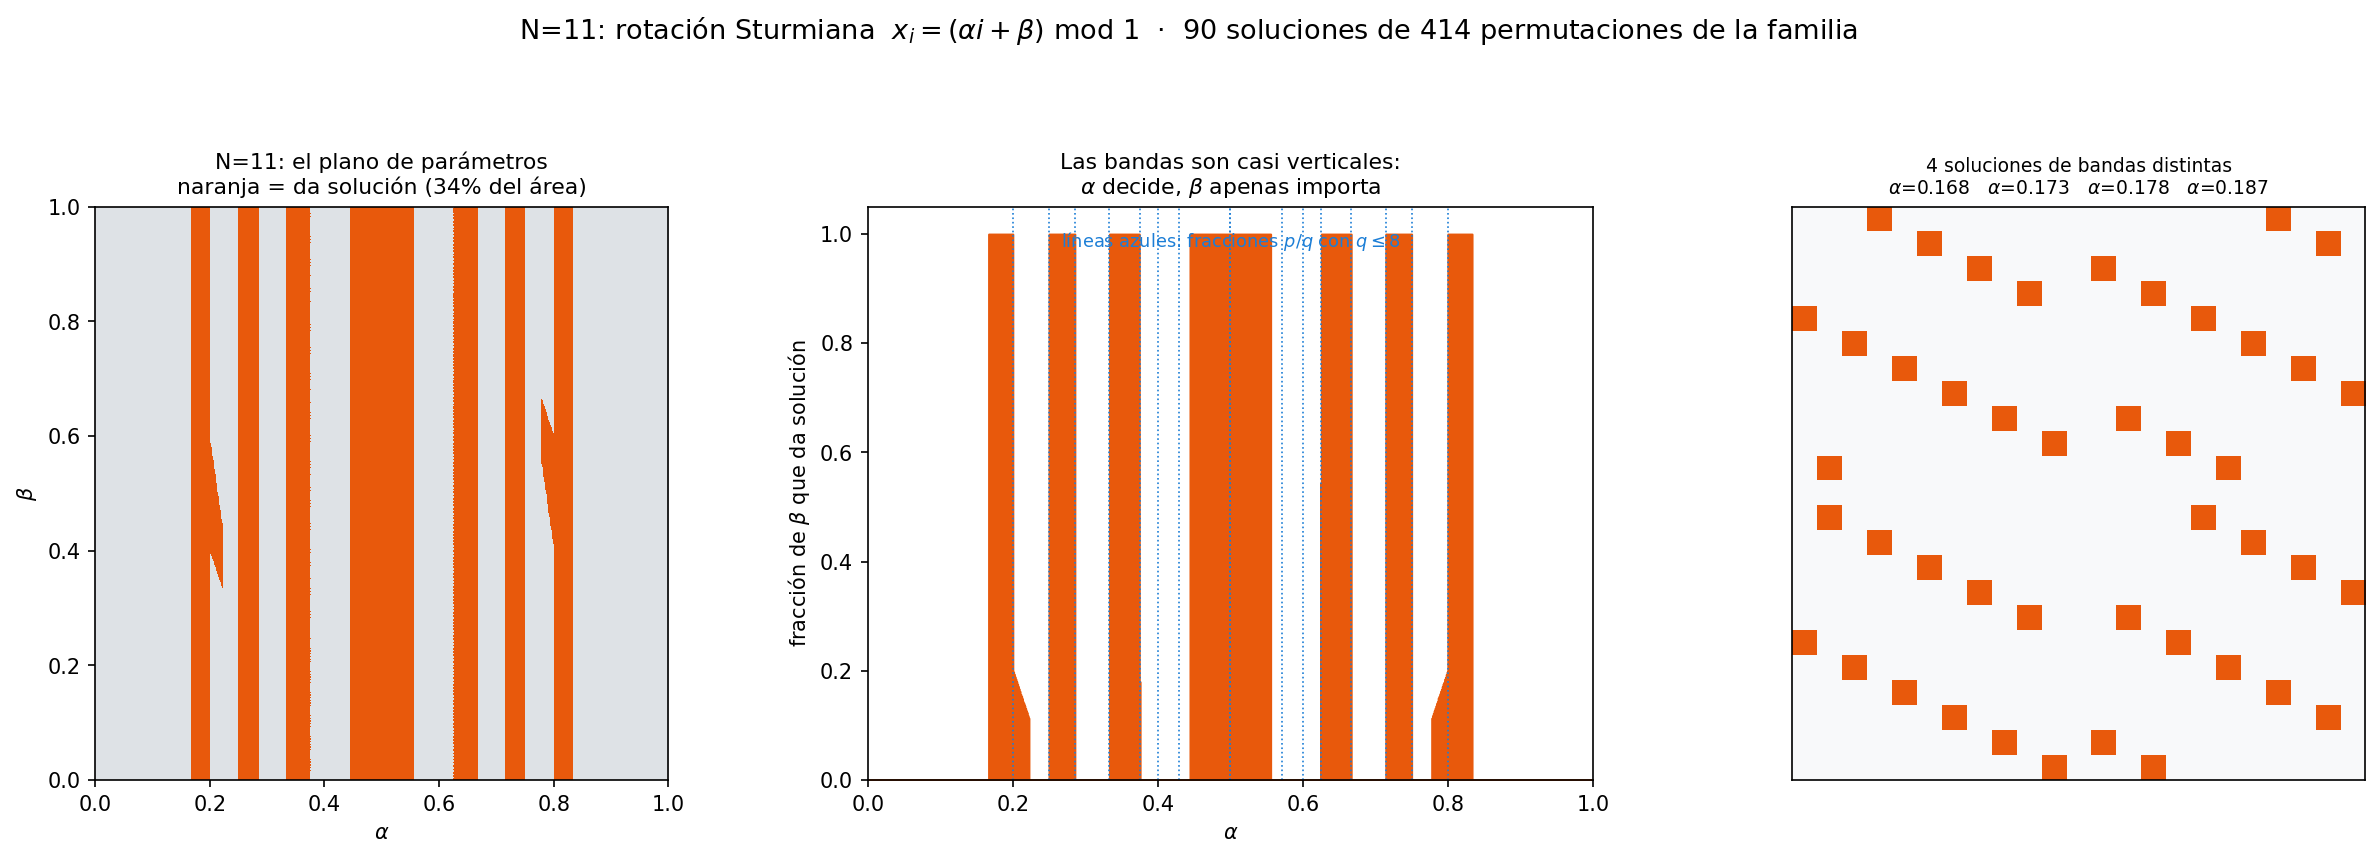 N=11: rotación Sturmiana x_i = (αi + β) mod 1 · 90 soluciones de 414 permutaciones de la familia
N=11: el plano de parámetros
naranja = da solución (34% del área)
1.0
0.8
0.6
0.4
0.2
0.0
β
0.0 0.2 0.4 0.6 0.8 1.0
α
Las bandas son casi verticales:
α decide, β apenas importa
líneas azules: fracciones p/q con q ≤ 8
1.0
0.8
0.6
0.4
0.2
0.0
fracción de β que da solución
0.0 0.2 0.4 0.6 0.8 1.0
α
4 soluciones de bandas distintas
α=0.168 α=0.173 α=0.178 α=0.187